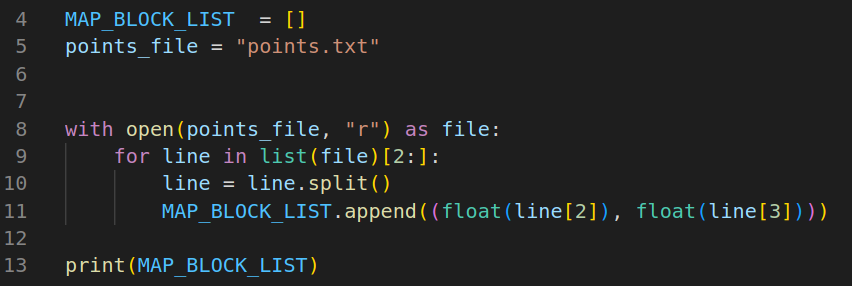 4 MAP_BLOCK_LIST  = []
5 points_file = "points.txt"
6
7
8 with open(points_file, "r") as file:
9     for line in list(file)[2:]:
10         line = line.split()
11         MAP_BLOCK_LIST.append((float(line[2]), float(line[3])))
12
13 print(MAP_BLOCK_LIST)